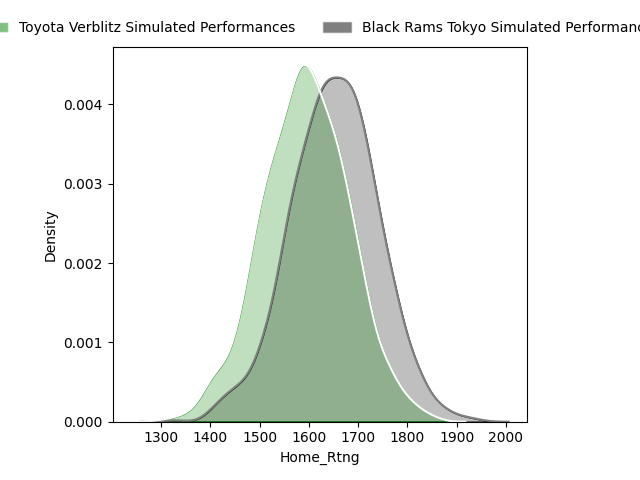 Toyota Verblitz Simulated Performances
Black Rams Tokyo Simulated
0.004
0.003
0.002
0.001
0.000
Density
1300 1400 1500 1600 1700 1800 1900 2000
Home_Rtng